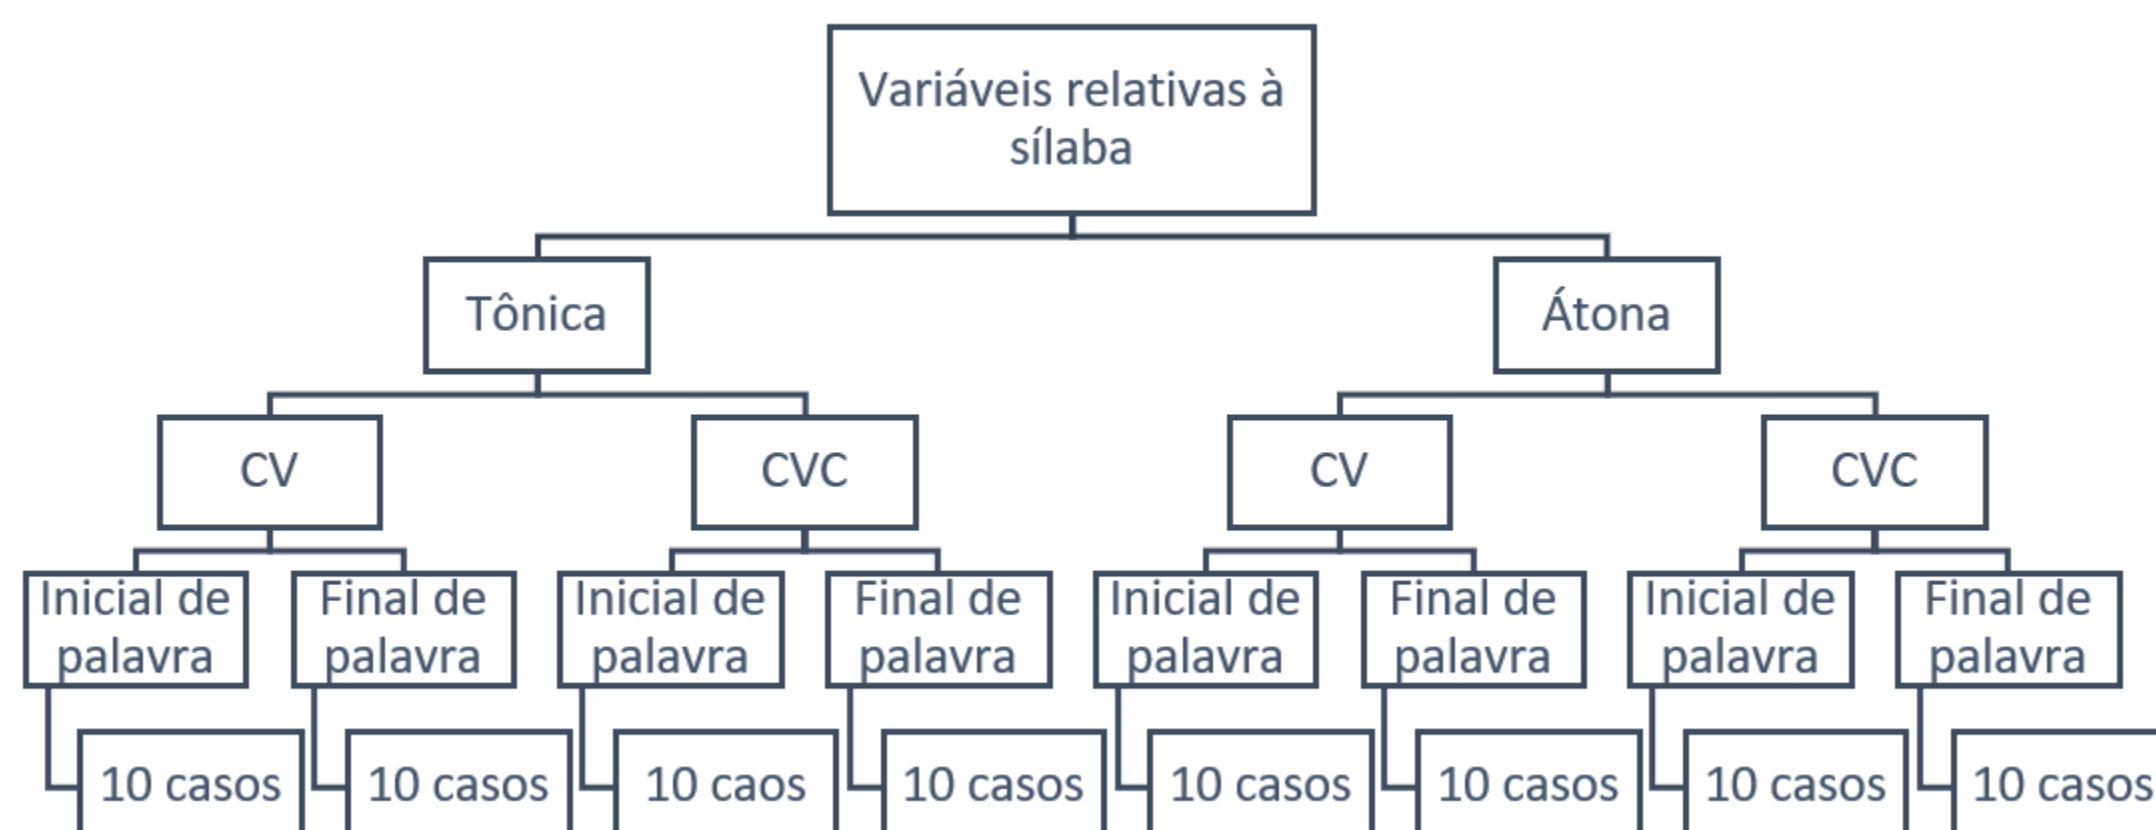 Variáveis relativas à
sílaba
Tônica
Átona
CV
CVC
CV
CVC
Inicial de
palavra
Final de
palavra
Inicial de
palavra
Final de
palavra
Inicial de
palavra
Final de
palavra
Inicial de
palavra
Final de
palavra
10 casos
10 casos
10 caos
10 casos
10 casos
10 casos
10 casos
10 casos